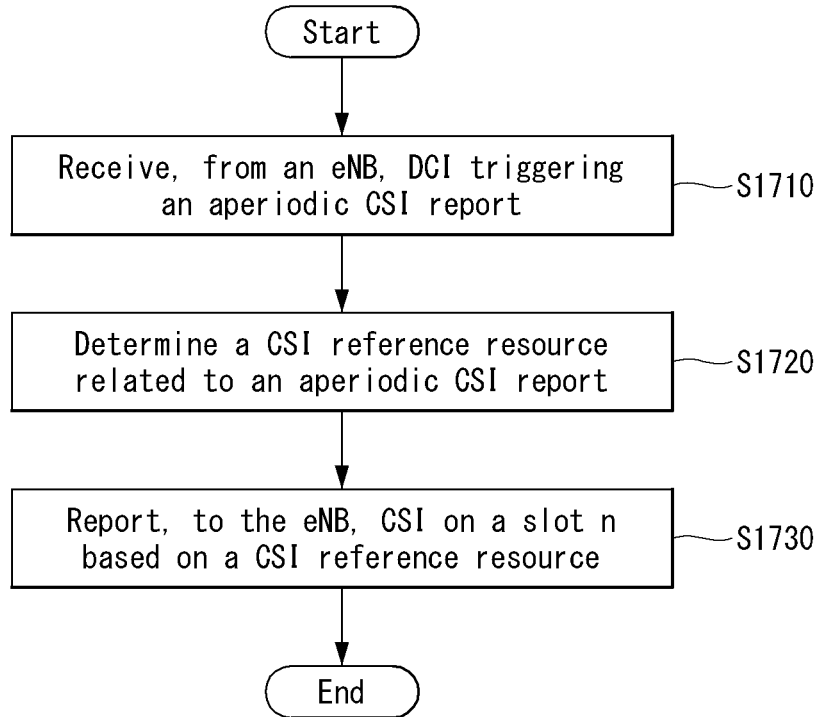 Start
Receive, from an eNB, DCI triggering
an aperiodic CSI report
S1710
Determine a CSI reference resource
related to an aperiodic CSI report
S1720
Report, to the eNB, CSI on a slot n
based on a CSI reference resource
S1730
End